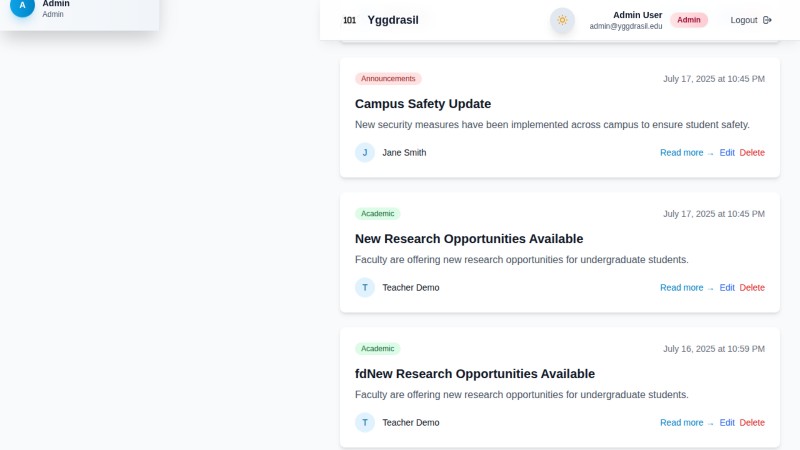 A
Admin
Admin
101 Yggdrasil
Admin User
admin@yggdrasil.edu
Admin
Logout
Announcements
July 17, 2025 at 10:45 PM
Campus Safety Update
New security measures have been implemented across campus to ensure student safety.
J Jane Smith
Read more → Edit Delete
Academic
July 17, 2025 at 10:45 PM
New Research Opportunities Available
Faculty are offering new research opportunities for undergraduate students.
T Teacher Demo
Read more → Edit Delete
Academic
July 16, 2025 at 10:59 PM
fdNew Research Opportunities Available
Faculty are offering new research opportunities for undergraduate students.
T Teacher Demo
Read more → Edit Delete